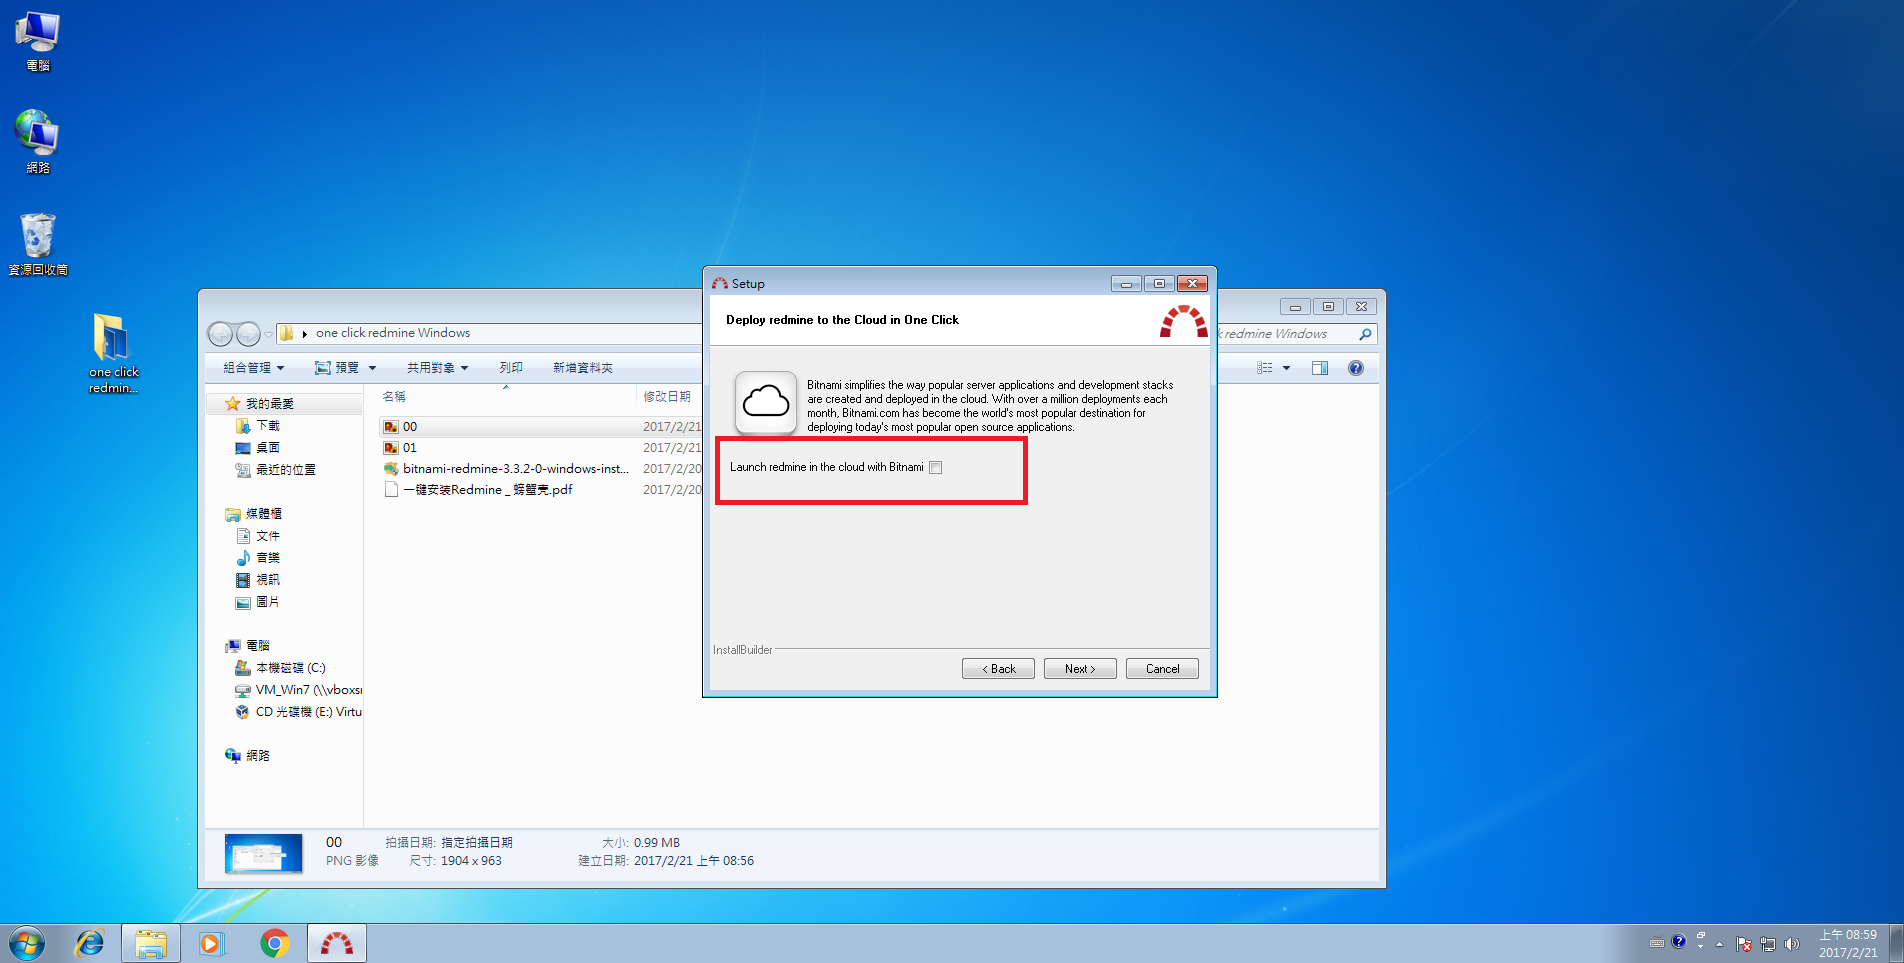 電腦
網路
資源回收筒
one click
redmin...
one click redmine Windows
redmine Windows
組合管理
預覽
共用對象
列印
新增資料夾
我的最愛
下載
桌面
最近的位置
媒體櫃
文件
音樂
視訊
圖片
電腦
本機磁碟 (C:)
VM_Win7 (\\vboxsr
CD 光碟機 (E:) Virtu
網路
名稱
修改日期
00
2017/2/21
01
2017/2/21
bitnami-redmine-3.3.2-0-windows-inst...
2017/2/20
一键安装Redmine _ 螃蟹壳.pdf
2017/2/20
Setup
Deploy redmine to the Cloud in One Click
Bitnami simplifies the way popular server applications and development stacks
are created and deployed in the cloud. With over a million deployments each
month, Bitnami.com has become the world's most popular destination for
deploying today's most popular open source applications.
Launch redmine in the cloud with Bitnami
InstallBuilder
< Back
Next >
Cancel
00
拍攝日期: 指定拍攝日期
大小: 0.99 MB
PNG 影像
尺寸: 1904 x 963
建立日期: 2017/2/21 上午 08:56
上午 08:59
2017/2/21